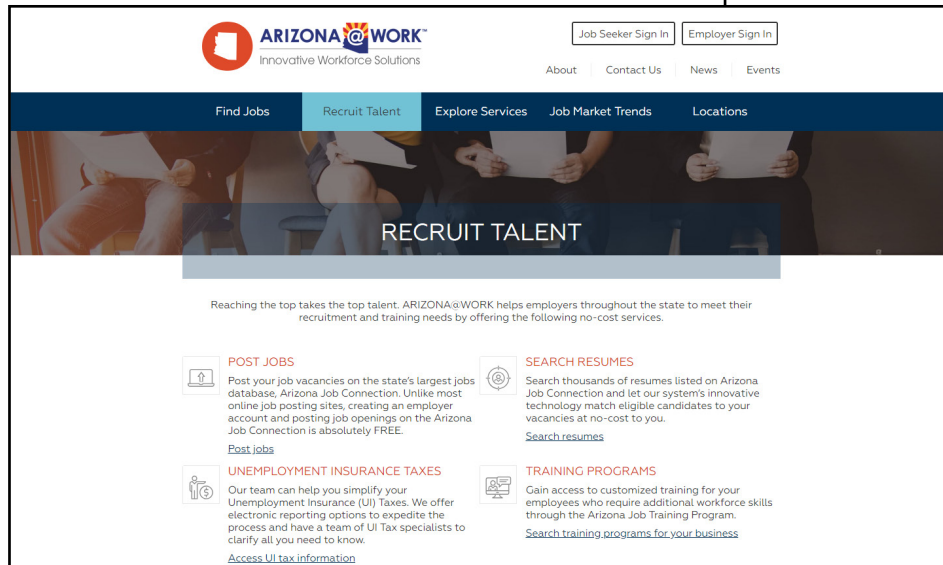 ARIZONA@WORK™
Innovative Workforce Solutions
Job Seeker Sign In
Employer Sign In
About
Contact Us
News
Events
Find Jobs
Recruit Talent
Explore Services
Job Market Trends
Locations
RECRUIT TALENT
Reaching the top takes the top talent. ARIZONA@WORK helps employers throughout the state to meet their
recruitment and training needs by offering the following no-cost services.
POST JOBS
Post your job vacancies on the state's largest jobs
database, Arizona Job Connection. Unlike most
online job posting sites, creating an employer
account and posting job openings on the Arizona
Job Connection is absolutely FREE.
Post jobs
SEARCH RESUMES
Search thousands of resumes listed on Arizona
Job Connection and let our system's innovative
technology match eligible candidates to your
vacancies at no-cost to you.
Search resumes
UNEMPLOYMENT INSURANCE TAXES
Our team can help you simplify your
Unemployment Insurance (UI) Taxes. We offer
electronic reporting options to expedite the
process and have a team of UI Tax specialists to
clarify all you need to know.
Access UI tax information
TRAINING PROGRAMS
Gain access to customized training for your
employees who require additional workforce skills
through the Arizona Job Training Program.
Search training programs for your business